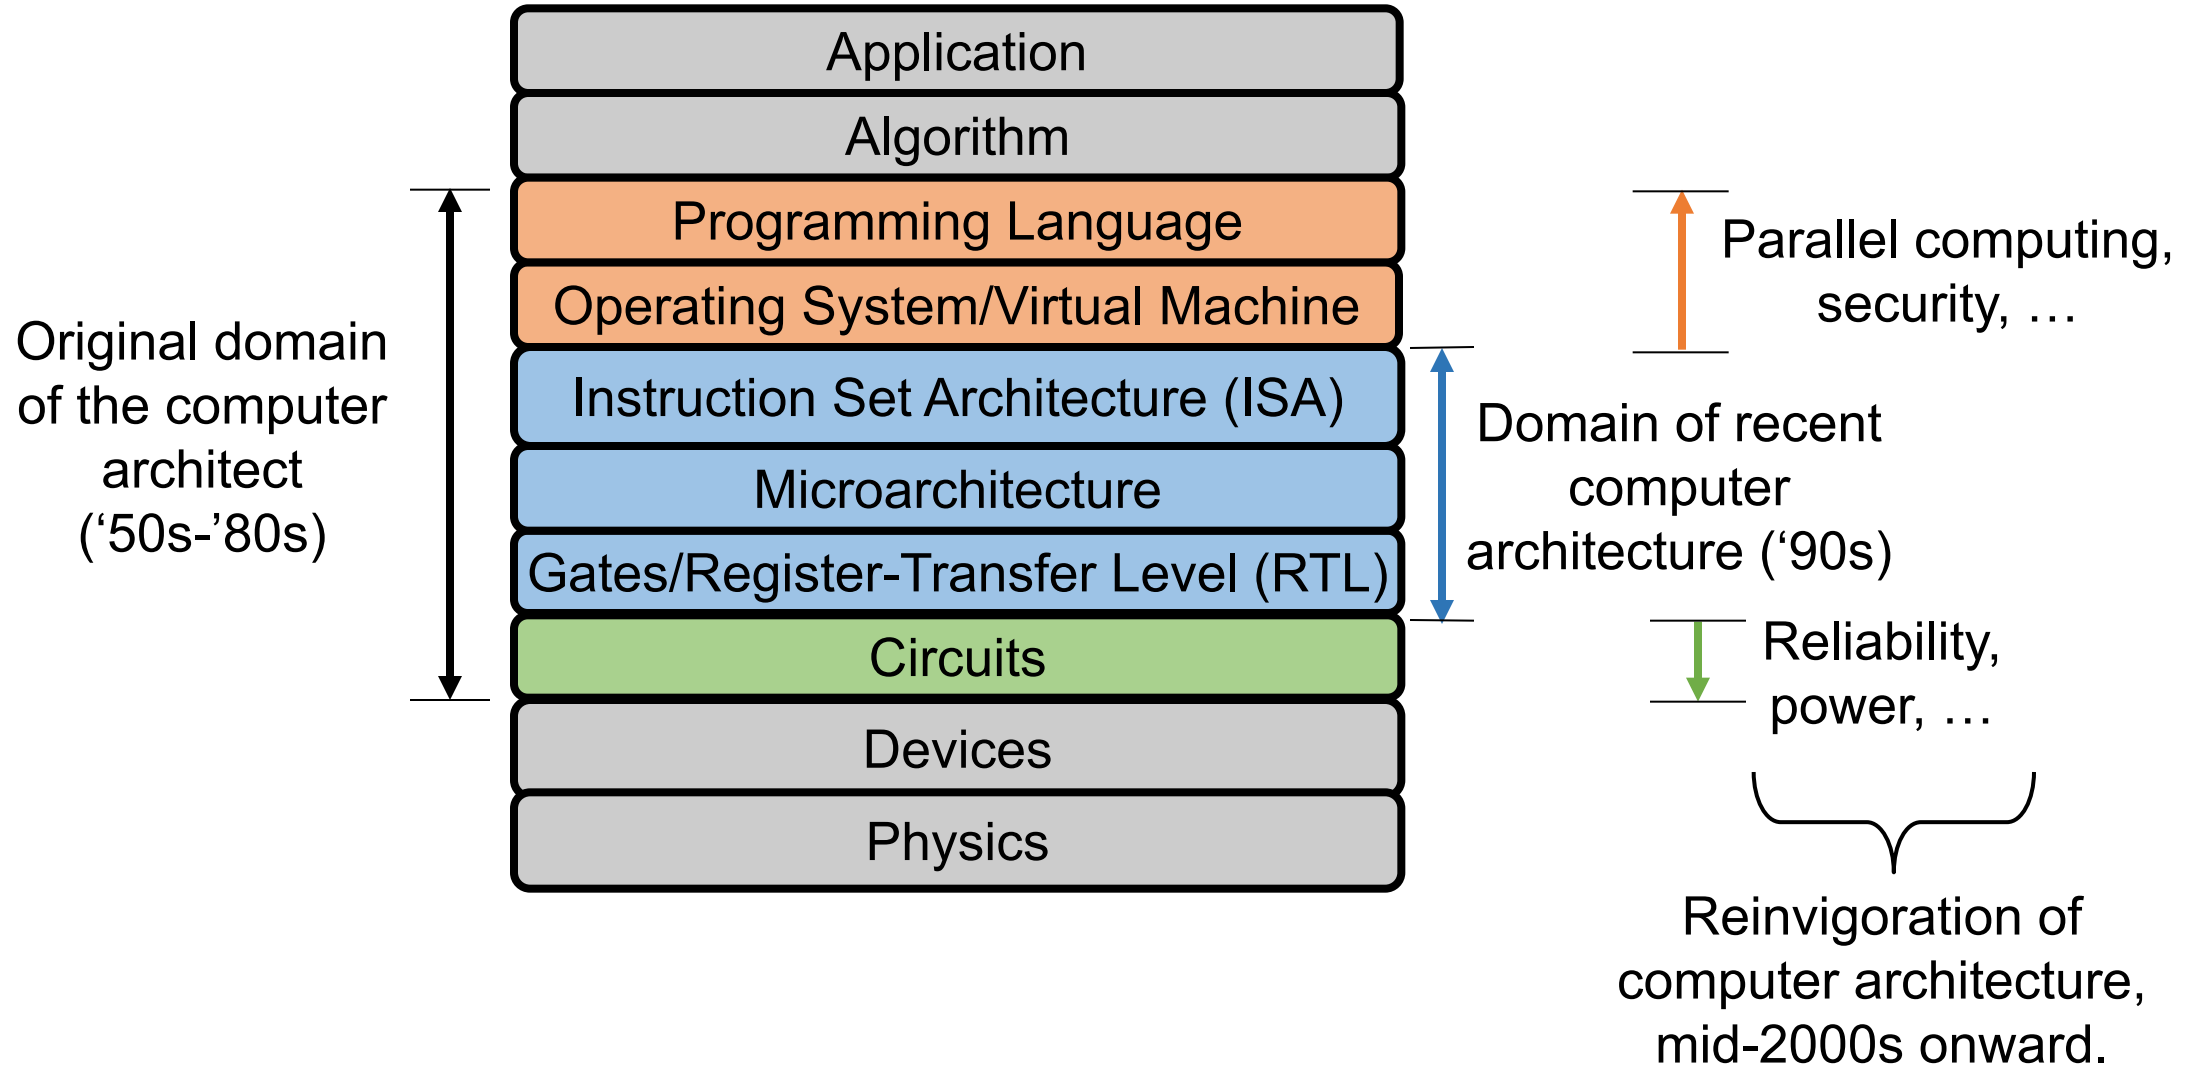 Application
Algorithm
Programming Language
Operating System/Virtual Machine
Instruction Set Architecture (ISA)
Microarchitecture
Gates/Register-Transfer Level (RTL)
Circuits
Devices
Physics
Original domain
of the computer
architect
(‘50s-’80s)
Parallel computing,
security, …
Domain of recent
computer
architecture (‘90s)
Reliability,
power, …
Reinvigoration of
computer architecture,
mid-2000s onward.